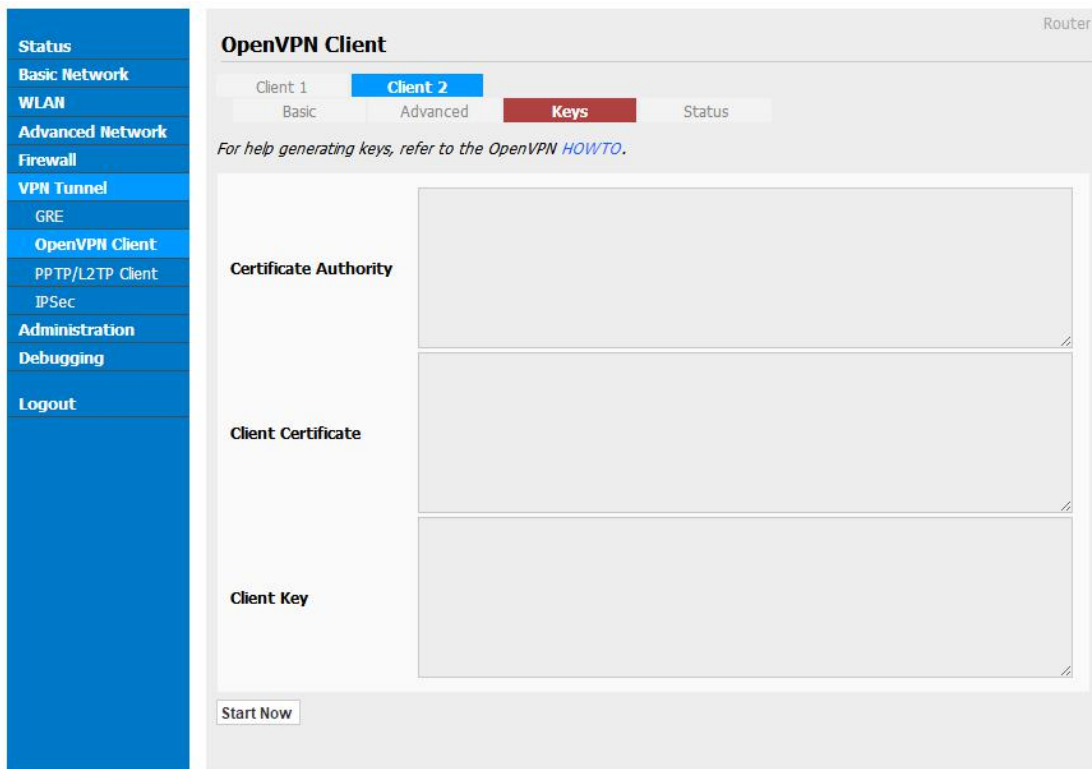 Router
Status
Basic Network
WLAN
Advanced Network
Firewall
VPN Tunnel
GRE
OpenVPN Client
PPTP/L2TP Client
IPSec
Administration
Debugging
Logout
OpenVPN Client
Client 1 Client 2
Basic Advanced Keys Status
For help generating keys, refer to the OpenVPN HOWTO.
Certificate Authority
Client Certificate
Client Key
Start Now